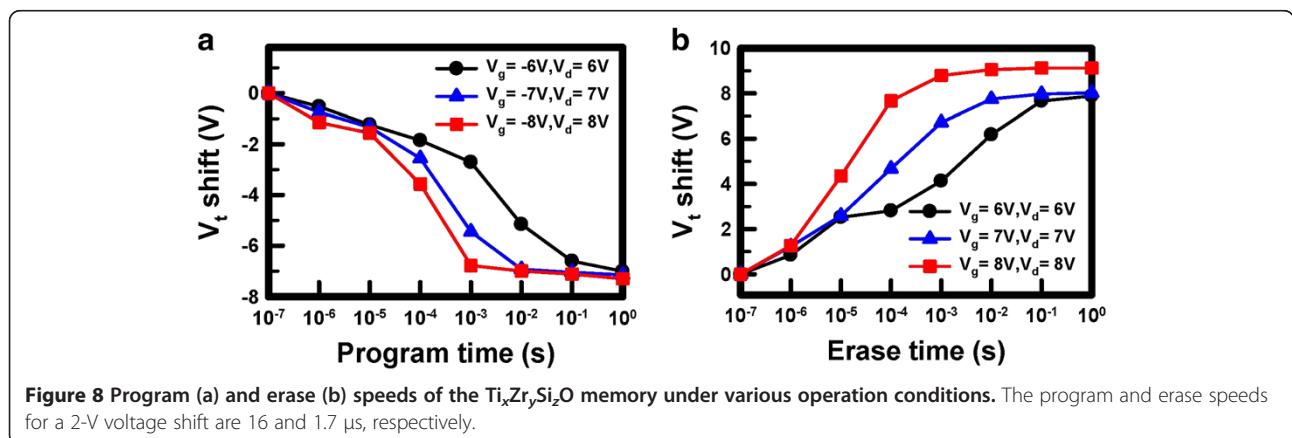 a
V_t shift (V)
0
-2
-4
-6
-8
V_g= -6V,V_d= 6V
V_g= -7V,V_d= 7V
V_g= -8V,V_d= 8V
10^-7 10^-6 10^-5 10^-4 10^-3 10^-2 10^-1 10^0
Program time (s)
b
V_t shift (V)
10
8
6
4
2
0
V_g= 6V,V_d= 6V
V_g= 7V,V_d= 7V
V_g= 8V,V_d= 8V
10^-7 10^-6 10^-5 10^-4 10^-3 10^-2 10^-1 10^0
Erase time (s)
Figure 8 Program (a) and erase (b) speeds of the Ti_xZr_ySi_zO memory under various operation conditions. The program and erase speeds
for a 2-V voltage shift are 16 and 1.7 μs, respectively.